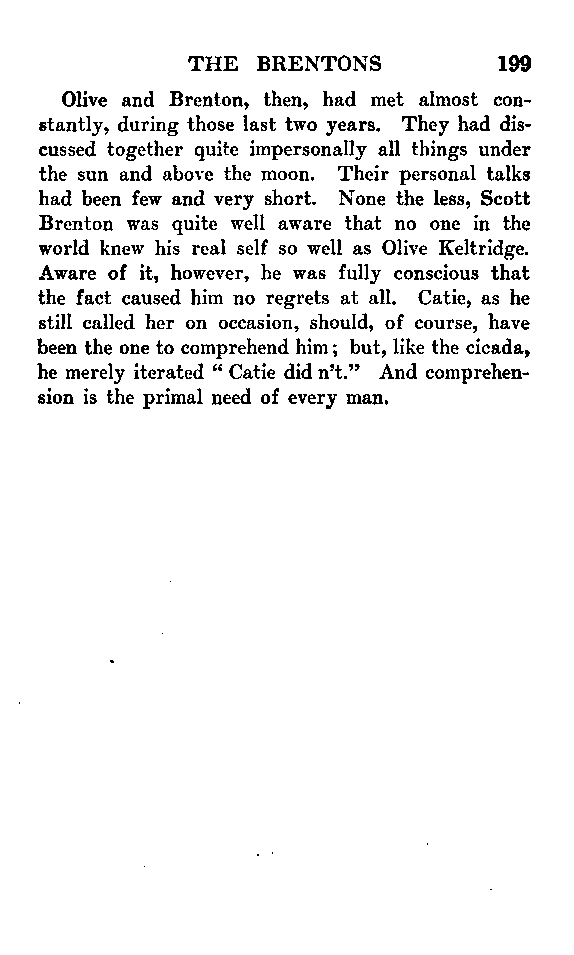 THE BRENTONS 199
Olive and Brenton, then, had met almost con-
stantly, during those last two years. They had dis-
cussed together quite impersonally all things under
the sun and above the moon. Their personal talks
had been few and very short. None the less, Scott
Brenton was quite well aware that no one in the
world knew his real self so well as Olive Keltridge.
Aware of it, however, he was fully conscious that
the fact caused him no regrets at all. Catie, as he
still called her on occasion, should, of course, have
been the one to comprehend him; but, like the cicada,
he merely iterated “ Catie did n't.” And comprehen-
sion is the primal need of every man.